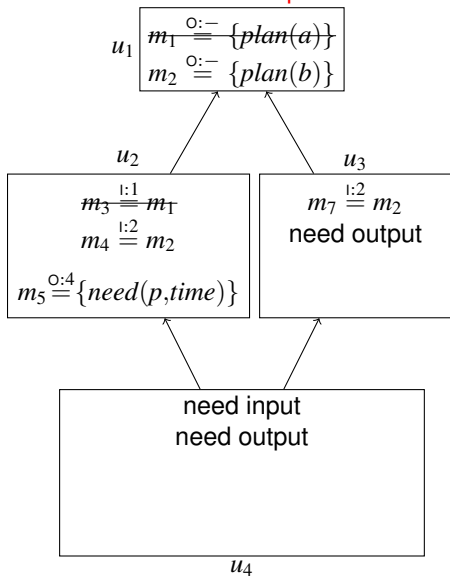 u1
m1 O:–= {plan(a)}
m2 O:–= {plan(b)}
u2
u3
m3 I:1= m1
m4 I:2= m2
m5 O:4= {need(p,time)}
m7 I:2= m2
need output
need input
need output
u4